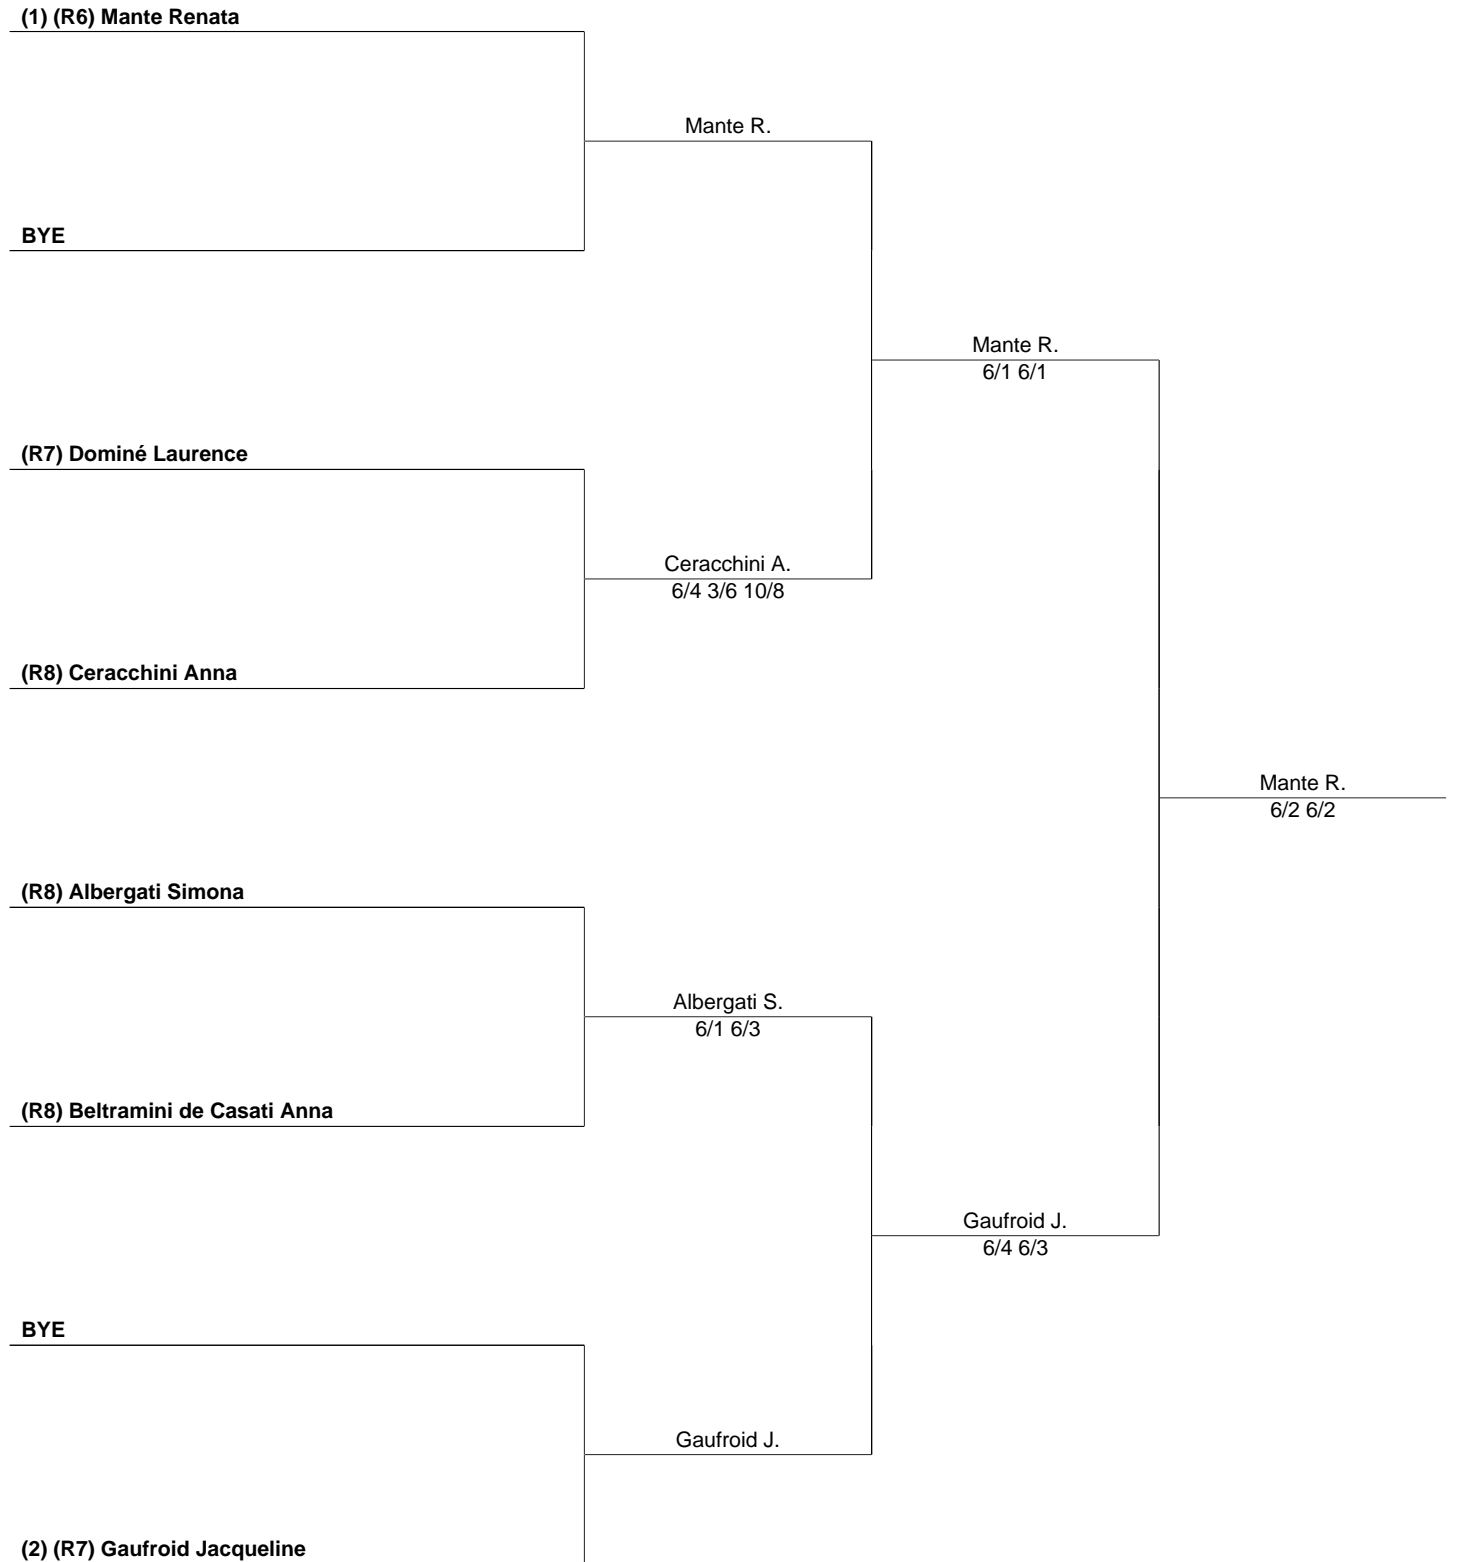 (1) (R6) Mante Renata
Mante R.
BYE
Mante R.
6/1 6/1
(R7) Dominé Laurence
Ceracchini A.
6/4 3/6 10/8
(R8) Ceracchini Anna
Mante R.
6/2 6/2
(R8) Albergati Simona
Albergati S.
6/1 6/3
(R8) Beltramini de Casati Anna
Gaufroid J.
6/4 6/3
BYE
Gaufroid J.
(2) (R7) Gaufroid Jacqueline